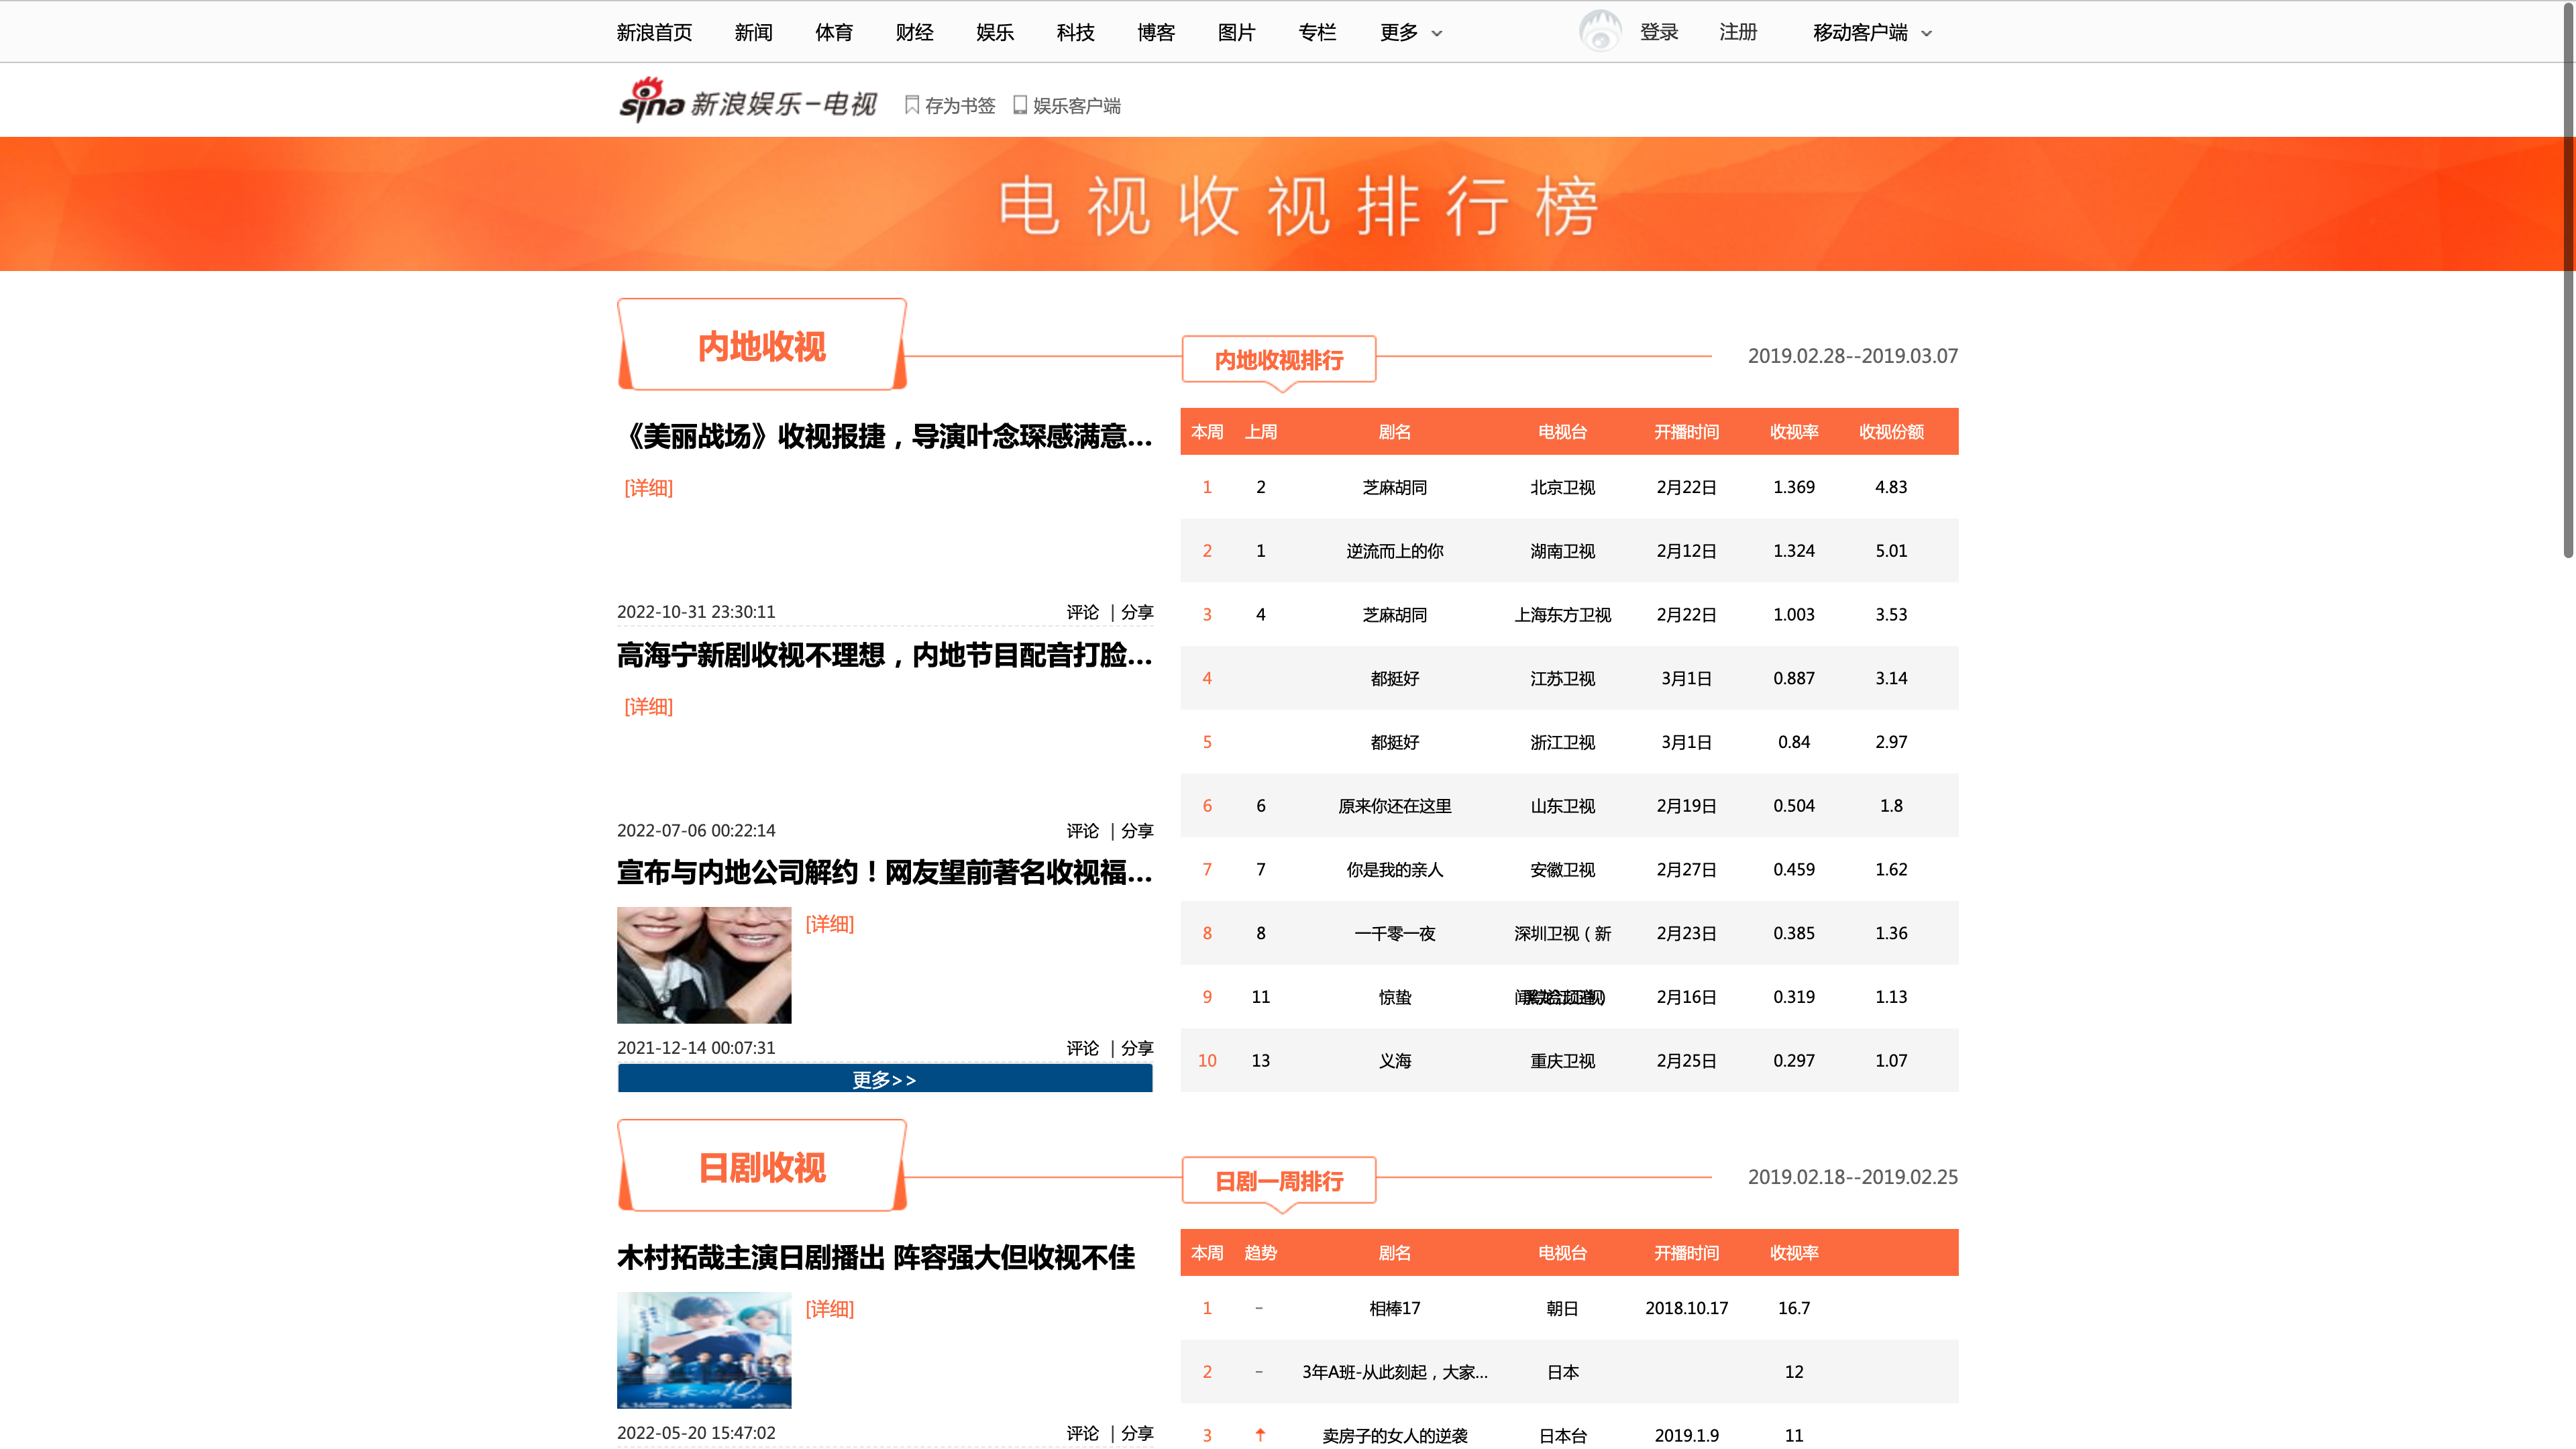 新浪首页 新闻 体育 财经 娱乐 科技 博客 图片 专栏 更多 登录 注册 移动客户端
sina 新浪娱乐-电视 存为书签 娱乐客户端
电视收视排行榜
内地收视
内地收视排行 2019.02.28--2019.03.07
《美丽战场》收视报捷，导演叶念琛感满意...
[详细]
2022-10-31 23:30:11 评论 | 分享
高海宁新剧收视不理想，内地节目配音打脸...
[详细]
2022-07-06 00:22:14 评论 | 分享
宣布与内地公司解约！网友望前著名收视福...
[详细]
2021-12-14 00:07:31 评论 | 分享
更多>>
本周 上周 剧名 电视台 开播时间 收视率 收视份额
1 2 芝麻胡同 北京卫视 2月22日 1.369 4.83
2 1 逆流而上的你 湖南卫视 2月12日 1.324 5.01
3 4 芝麻胡同 上海东方卫视 2月22日 1.003 3.53
4 都挺好 江苏卫视 3月1日 0.887 3.14
5 都挺好 浙江卫视 3月1日 0.84 2.97
6 6 原来你还在这里 山东卫视 2月19日 0.504 1.8
7 7 你是我的亲人 安徽卫视 2月27日 0.459 1.62
8 8 一千零一夜 深圳卫视（新 2月23日 0.385 1.36
9 11 惊蛰 2月16日 0.319 1.13
10 13 义海 重庆卫视 2月25日 0.297 1.07
日剧收视
日剧一周排行 2019.02.18--2019.02.25
木村拓哉主演日剧播出 阵容强大但收视不佳
[详细]
2022-05-20 15:47:02 评论 | 分享
本周 趋势 剧名 电视台 开播时间 收视率
1 - 相棒17 朝日 2018.10.17 16.7
2 - 3年A班-从此刻起，大家... 日本 12
3 ↑ 卖房子的女人的逆袭 日本台 2019.1.9 11